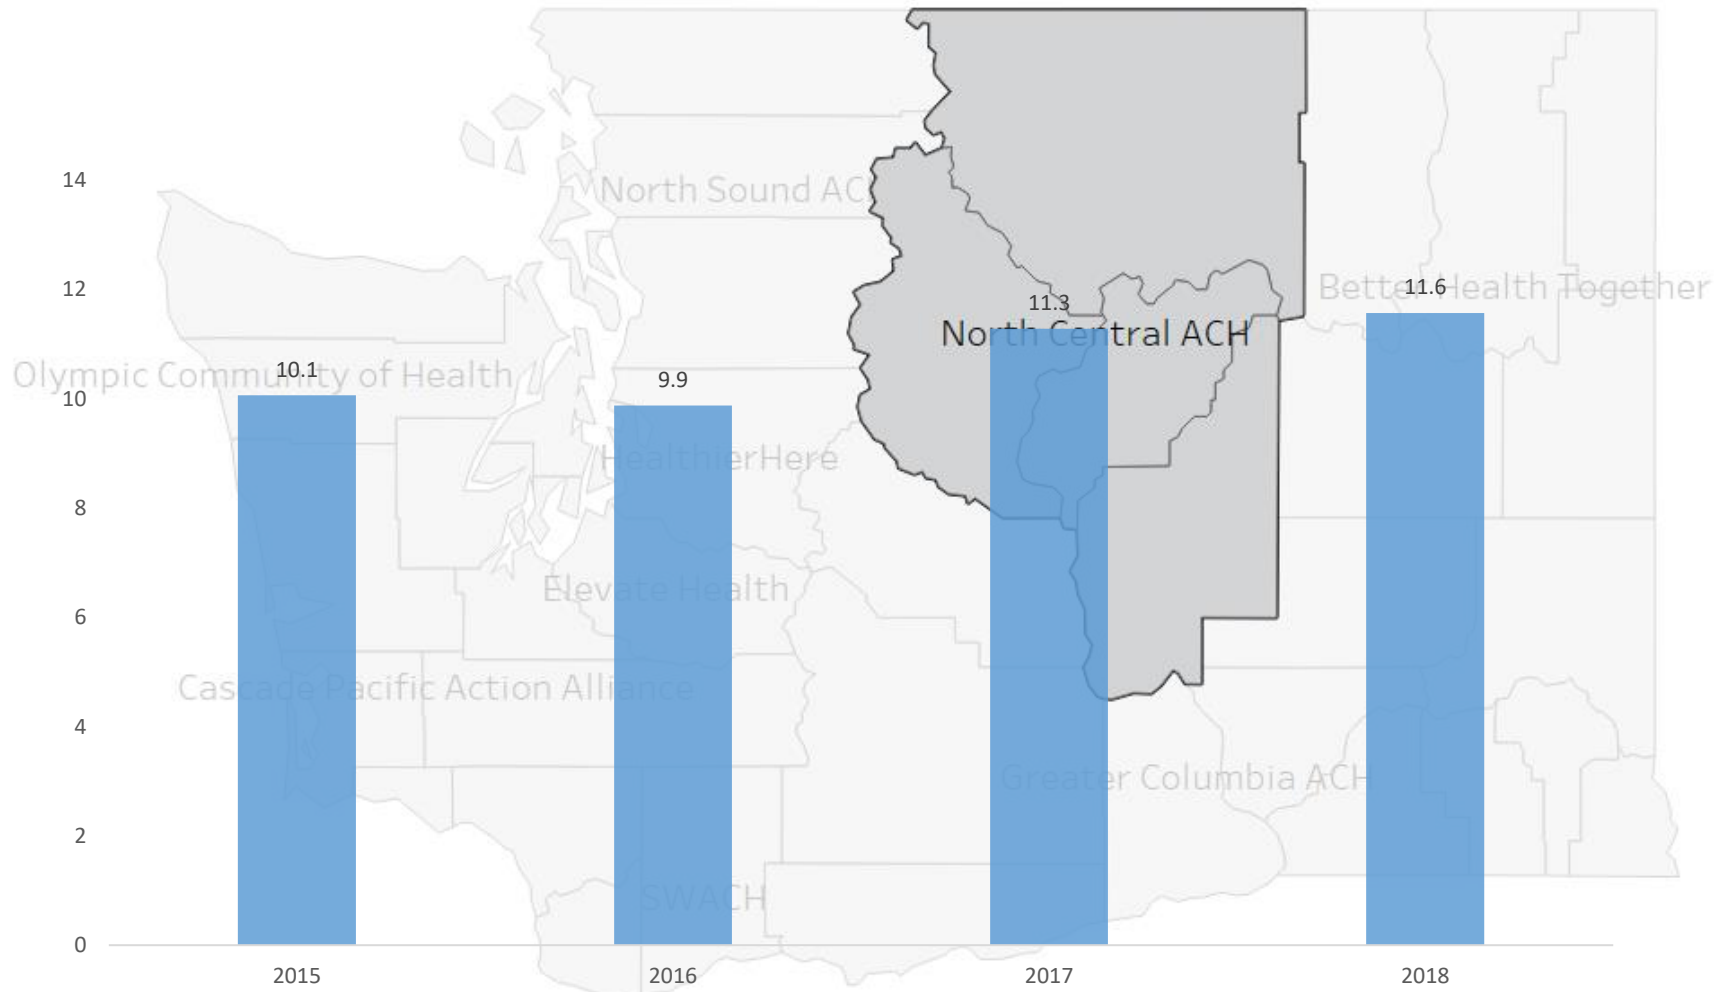 14
North Sound AC
12
Better Health Together
11.6
11.3
North Central ACH
Olympic Community of Health
10.1
9.9
10
HealthierHere
8
Elevate Health
6
Cascade Pacific Action Alliance
4
Greater Columbia ACH
2
SWACH
0
2015
2016
2017
2018